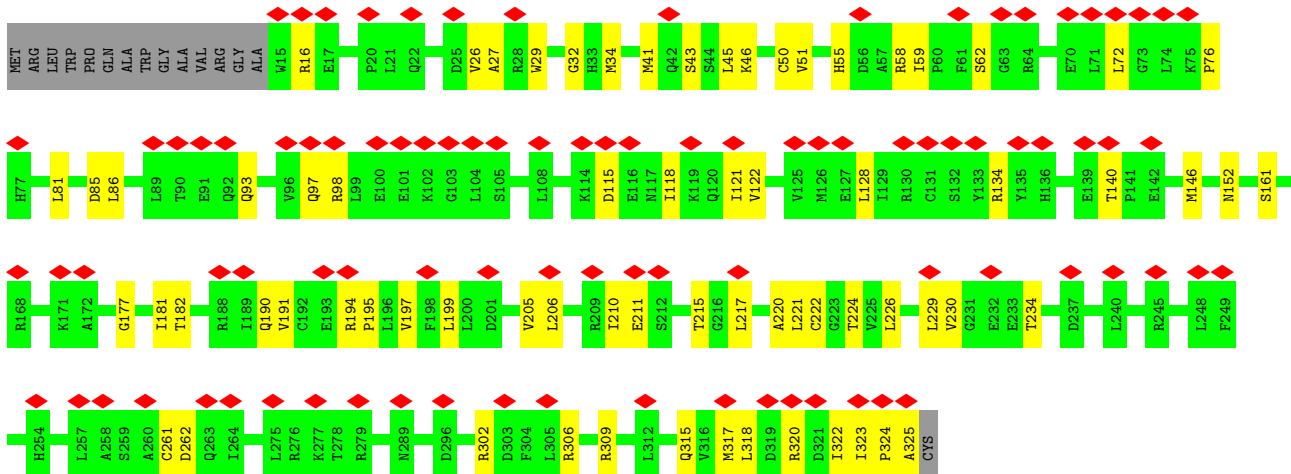 MET ARG LEU TRP PRO GLN ALA TRP GLY ALA VAL ARG GLY ALA W15 R16 E17 P20 L21 Q22 D25 V26 A27 R28 W29 G32 H33 M34 M41 Q42 S43 S44 L45 K46 C50 V51 H55 D56 A57 R58 I59 P60 F61 S62 G63 R64 E70 L71 L72 G73 L74 K75 P76
H77 L81 D85 L86 L89 T90 E91 Q92 Q93 V96 Q97 R98 L99 E100 E101 K102 G103 L104 S105 L108 K114 D115 E116 N117 I118 K119 Q120 I121 V122 V125 M126 E127 L128 I129 R130 C131 S132 Y133 R134 Y135 H136 E139 T140 P141 E142 M146 N152 S161
R168 K171 A172 G177 I181 T182 R188 I189 Q190 V191 C192 E193 R194 P195 L196 V197 F198 L199 L200 D201 V205 L206 R209 I210 E211 S212 T215 G216 L217 A220 L221 C222 G223 T224 V225 L226 L229 V230 G231 E232 E233 T234 D237 L240 R245 L248 F249
H254 L257 A258 S259 A260 C261 D262 Q263 I264 L275 R276 K277 T278 R279 N289 D296 R302 D303 F304 L305 R306 R309 L312 Q315 V316 M317 L318 D319 R320 D321 I322 I323 P324 A325 CYS